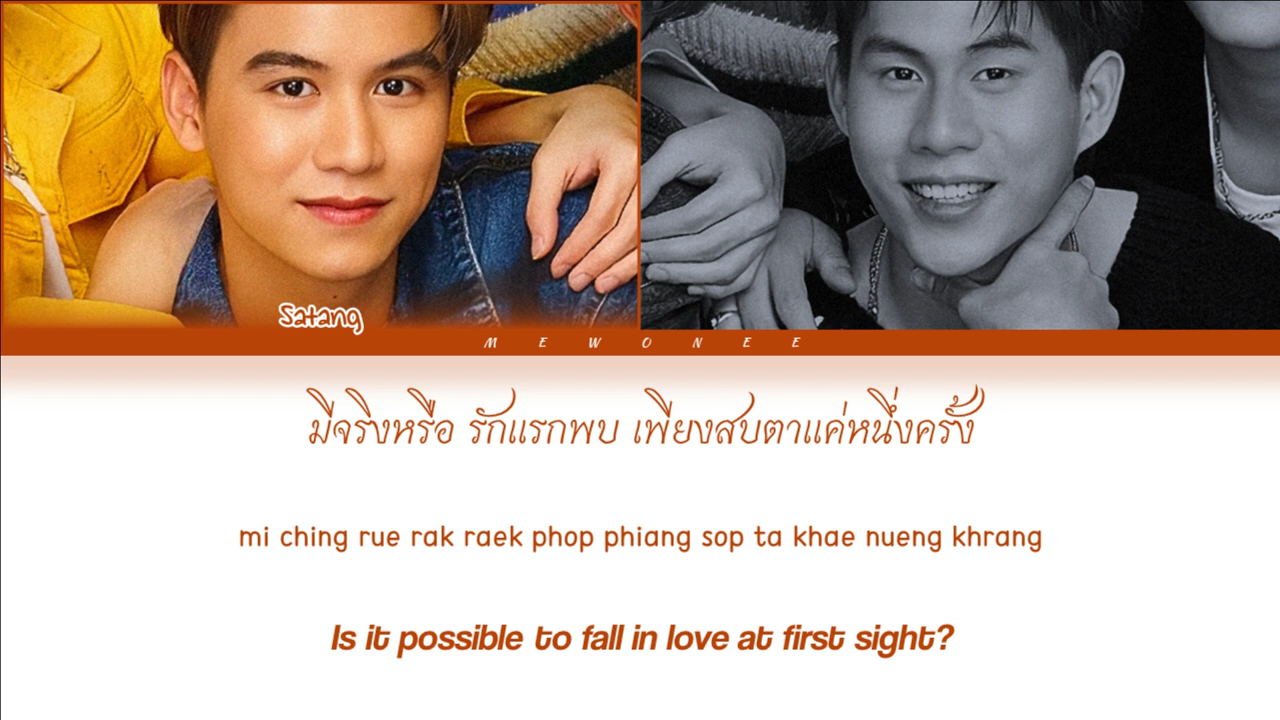 Satang
MEWONEE
มีจริงหรือ รักแรกพบ เพียงสบตาแค่หนึ่งครั้ง
mi ching rue rak raek phop phiang sop ta khae nueng khrang
Is it possible to fall in love at first sight?